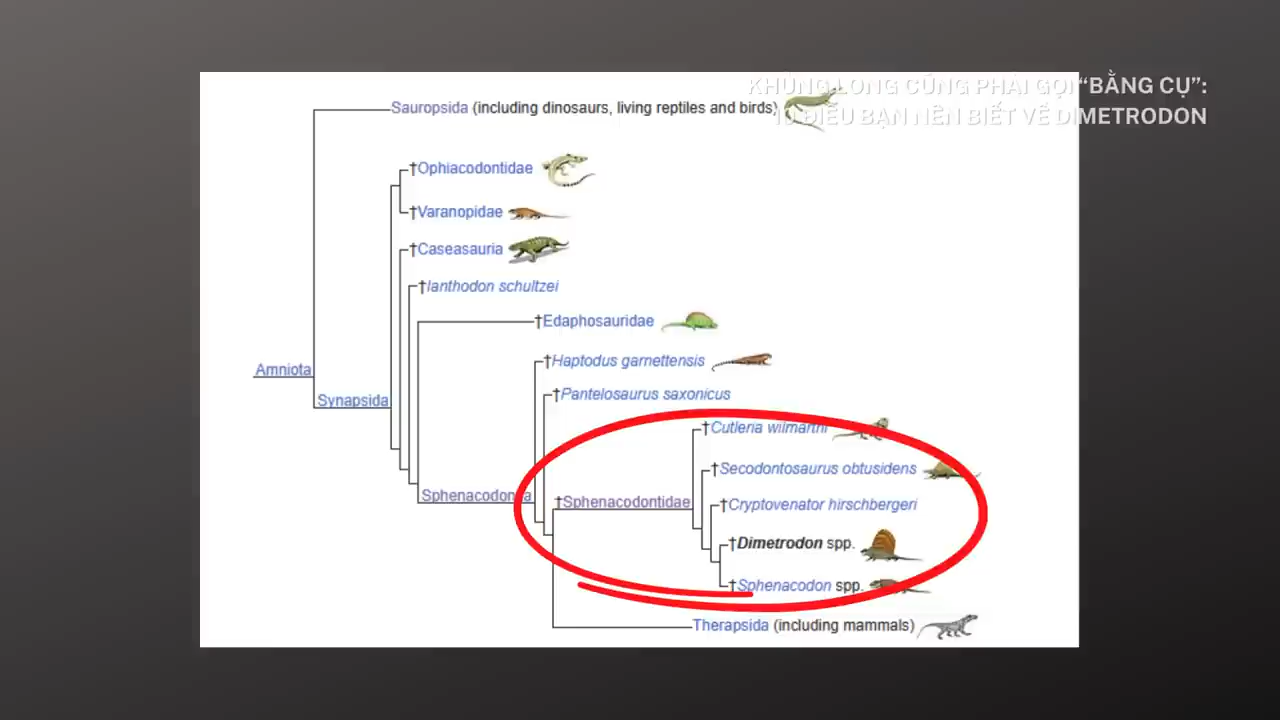 KHỦNG LONG CŨNG PHẢI GỌI “BẰNG CỤ”:
10 ĐIỀU BẠN NÊN BIẾT VỀ DIMETRODON
Sauropsida (including dinosaurs, living reptiles and birds)
†Ophiacodontidae
†Varanopidae
†Caseasauria
†Ianthodon schultzei
†Edaphosauridae
†Haptodus garnettensis
Amniota
†Pantelosaurus saxonicus
Synapsida
†Cutleria wilmarthi
†Secodontosaurus obtusidens
Sphenacodontia
†Sphenacodontidae
†Cryptovenator hirschbergeri
†Dimetrodon spp.
†Sphenacodon spp.
Therapsida (including mammals)